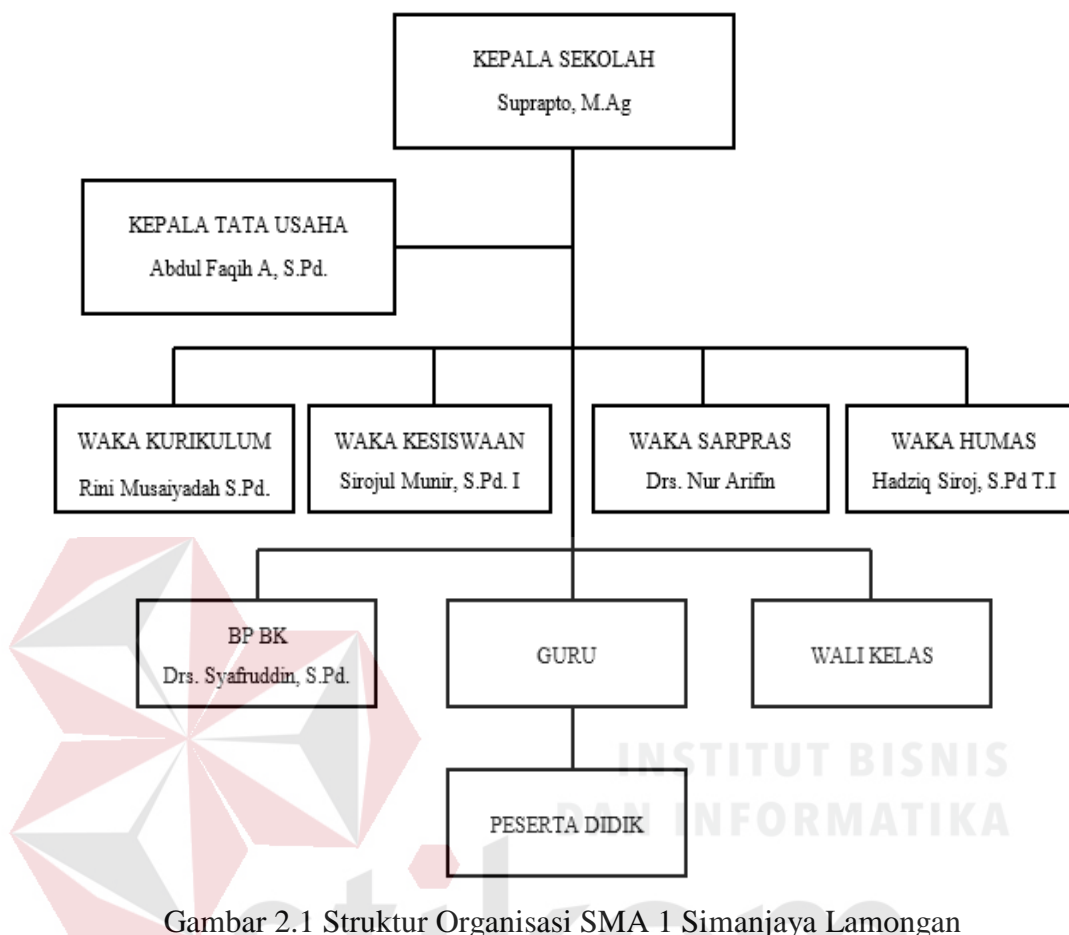 KEPALA SEKOLAH
Suprapto, M.Ag
KEPALA TATA USAHA
Abdul Faqih A, S.Pd.
WAKA KURIKULUM
Rini Musaiyadah S.Pd.
WAKA KESISWAAN
Sirojul Munir, S.Pd. I
WAKA SARPRAS
Drs. Nur Arifin
WAKA HUMAS
Hadziq Siroj, S.Pd T.I
BP BK
Drs. Syafruddin, S.Pd.
GURU
WALI KELAS
INSTITUT BISNIS
DAN INFORMATIKA
PESERTA DIDIK
Gambar 2.1 Struktur Organisasi SMA 1 Simanjaya Lamongan